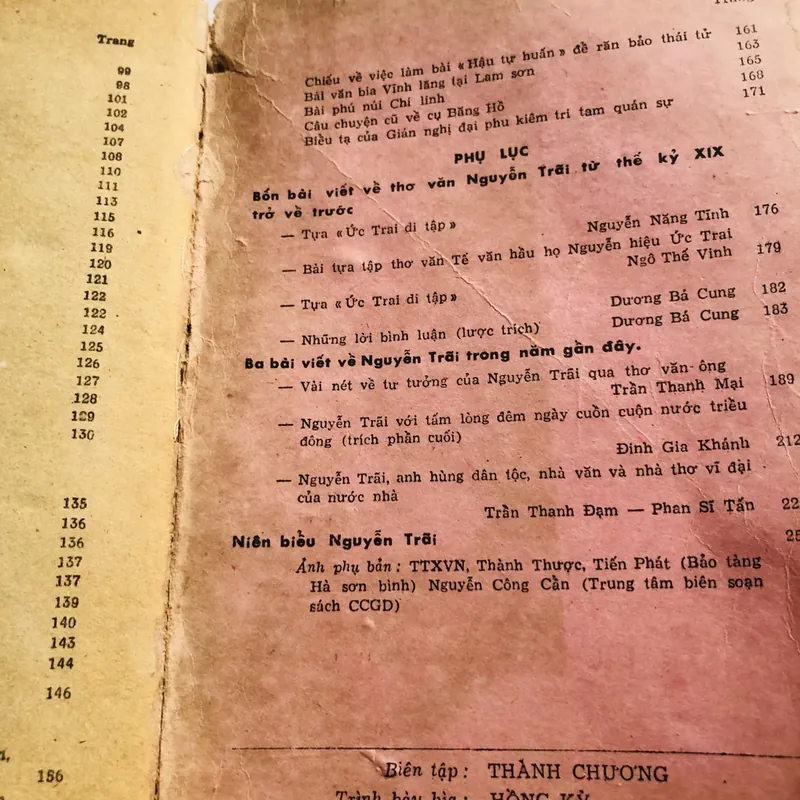 Trang
99
98
101
102
104
107
108
110
111
113
115
116
119
120
121
122
122
124
125
126
127
128
129
130
135
136
136
137
137
139
140
143
144
146
156
Chiếu về việc làm bài «Hậu tự huấn» đề răn bảo thái tử 161
Bài văn bia Vĩnh lăng tại Lam sơn 163
Bài phú núi Chí linh 165
Câu chuyện cũ về cụ Băng Hồ 168
Biểu tạ của Gián nghị đại phu kiêm tri tam quán sự 171
PHỤ LỤC
Bốn bài viết về thơ văn Nguyễn Trãi từ thế kỷ XIX
trở về trước
— Tựa «Ức Trai di tập» Nguyễn Năng Tĩnh 176
— Bài tựa tập thơ văn Tế văn hầu họ Nguyễn hiệu Ức Trai
Ngô Thế Vinh 179
— Tựa «Ức Trai di tập» Dương Bá Cung 182
— Những lời bình luận (lược trích) Dương Bá Cung 183
Ba bài viết về Nguyễn Trãi trong năm gần đây.
— Vài nét về tư tưởng của Nguyễn Trãi qua thơ văn ông
Trần Thanh Mại 189
— Nguyễn Trãi với tấm lòng đêm ngày cuồn cuộn nước triều
đông (trích phần cuối)
Đinh Gia Khánh 212
— Nguyễn Trãi, anh hùng dân tộc, nhà văn và nhà thơ vĩ đại
của nước nhà
Trần Thanh Đạm — Phan Sĩ Tấn 22
Niên biểu Nguyễn Trãi 25
Ảnh phụ bản: TTXVN, Thành Thược, Tiến Phát (Bảo tàng
Hà sơn bình) Nguyễn Công Cần (Trung tâm biên soạn
sách CCGD)
Biên tập: THÀNH CHƯƠNG
Trình bày bìa: HỒNG KỲ